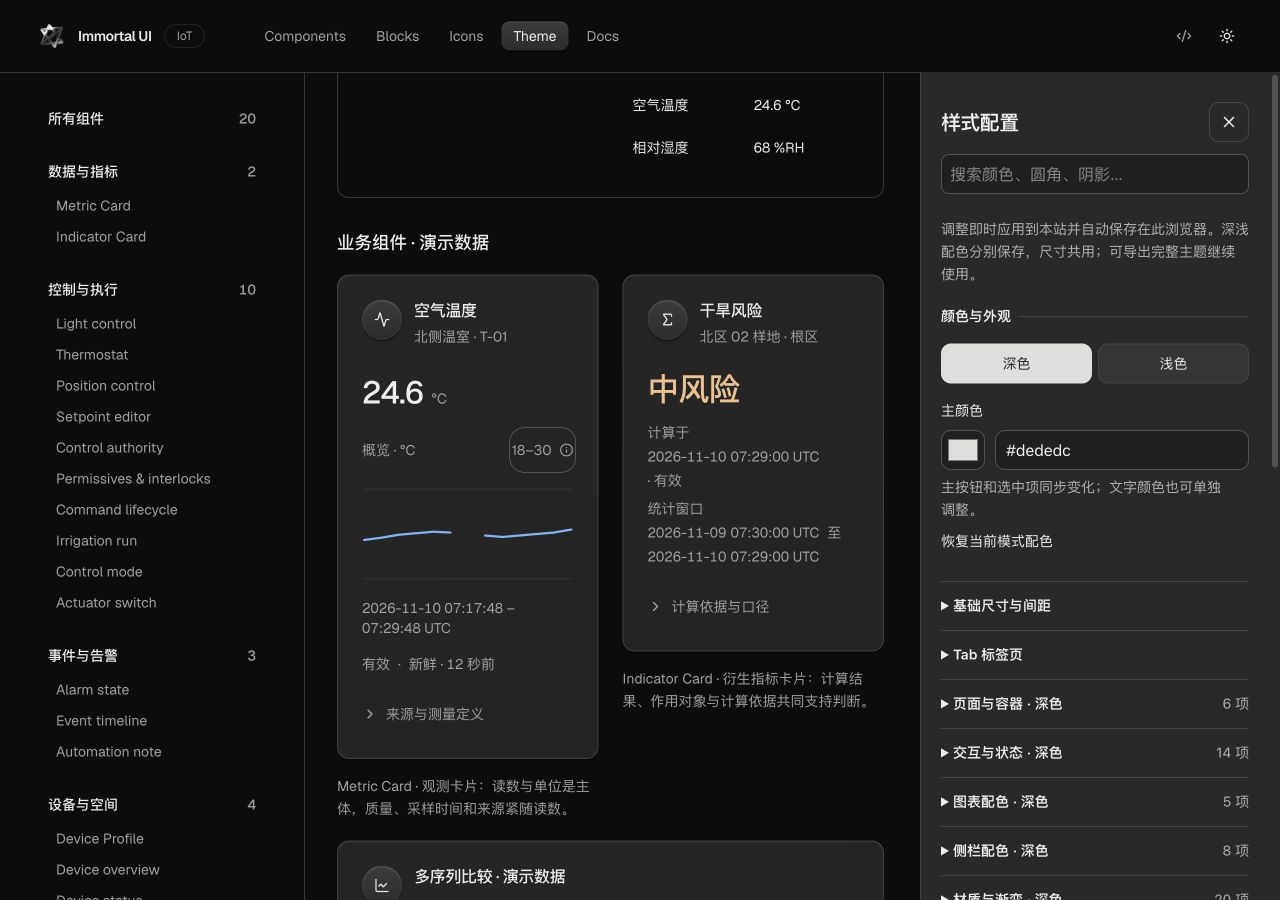 Immortal UI
IoT
Components
Blocks
Icons
Theme
Docs
所有组件 20
数据与指标 2
Metric Card
Indicator Card
控制与执行 10
Light control
Thermostat
Position control
Setpoint editor
Control authority
Permissives & interlocks
Command lifecycle
Irrigation run
Control mode
Actuator switch
事件与告警 3
Alarm state
Event timeline
Automation note
设备与空间 4
Device Profile
Device overview
Device status
空气温度 24.6 °C
相对湿度 68 %RH
业务组件 · 演示数据
空气温度
北侧温室 · T-01
24.6 °C
概览 · °C
18–30
2026-11-10 07:17:48 –
07:29:48 UTC
有效 · 新鲜 · 12 秒前
来源与测量定义
Metric Card · 观测卡片：读数与单位是主
体，质量、采样时间和来源紧随读数。
干旱风险
北区 02 样地 · 根区
中风险
计算于
2026-11-10 07:29:00 UTC
· 有效
统计窗口
2026-11-09 07:30:00 UTC 至
2026-11-10 07:29:00 UTC
计算依据与口径
Indicator Card · 衍生指标卡片：计算结
果、作用对象与计算依据共同支持判断。
多序列比较 · 演示数据
样式配置
搜索颜色、圆角、阴影...
调整即时应用到本站并自动保存在此浏览器。深浅
配色分别保存，尺寸共用；可导出完整主题继续
使用。
颜色与外观
深色
浅色
主颜色
#dededc
主按钮和选中项同步变化；文字颜色也可单独
调整。
恢复当前模式配色
基础尺寸与间距
Tab 标签页
页面与容器 · 深色 6 项
交互与状态 · 深色 14 项
图表配色 · 深色 5 项
侧栏配色 · 深色 8 项
材质与渐变 · 深色 20 项